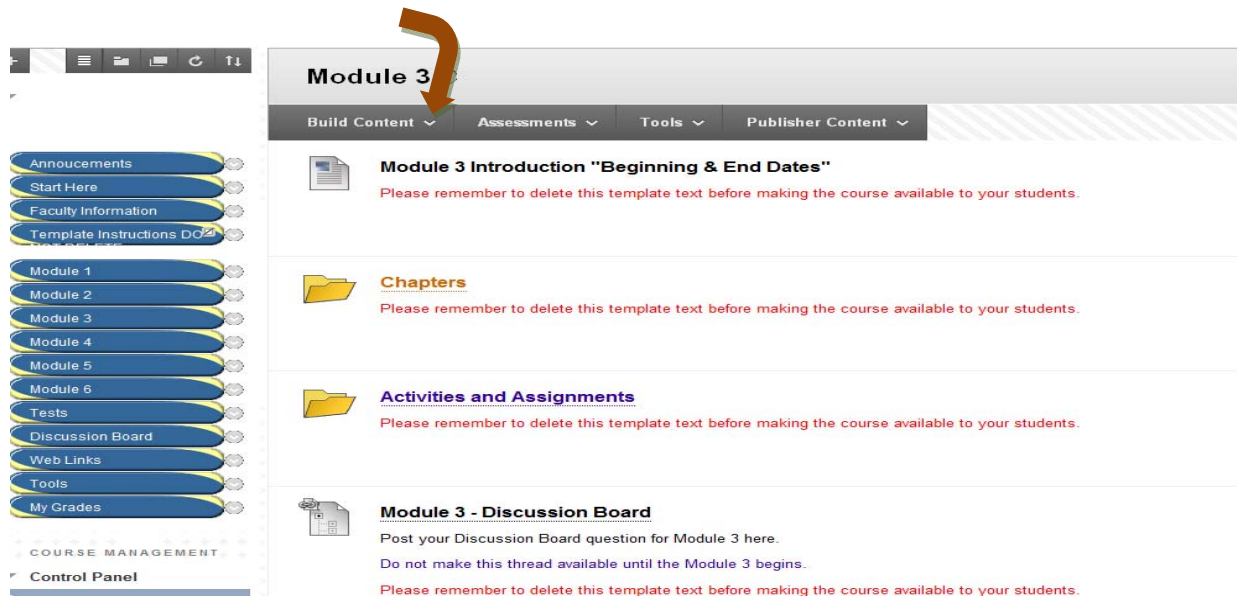 Annoucements
Start Here
Faculty Information
Template Instructions DO
NOT DELETE
Module 1
Module 2
Module 3
Module 4
Module 5
Module 6
Tests
Discussion Board
Web Links
Tools
My Grades
COURSE MANAGEMENT
Control Panel
Module 3
Build Content
Assessments
Tools
Publisher Content
Module 3 Introduction "Beginning & End Dates"
Please remember to delete this template text before making the course available to your students.
Chapters
Please remember to delete this template text before making the course available to your students.
Activities and Assignments
Please remember to delete this template text before making the course available to your students.
Module 3 - Discussion Board
Post your Discussion Board question for Module 3 here.
Do not make this thread available until the Module 3 begins.
Please remember to delete this template text before making the course available to your students.